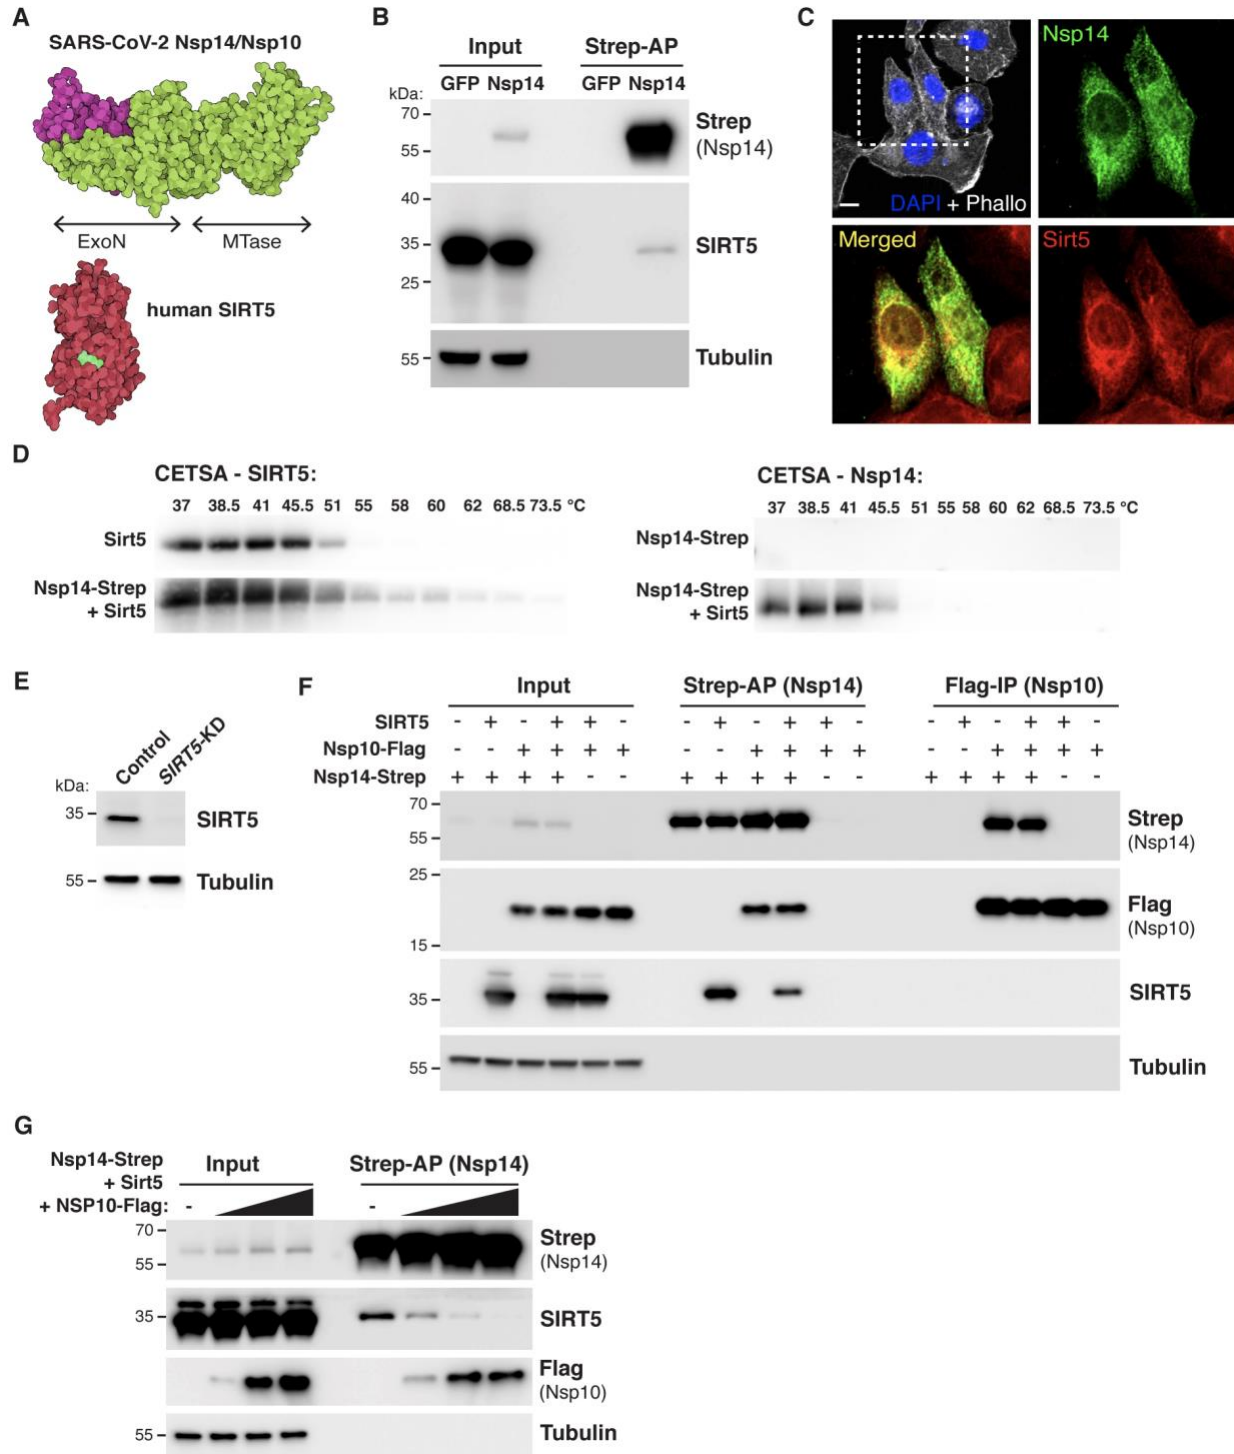 A
SARS-CoV-2 Nsp14/Nsp10
ExoN
MTase
human SIRT5
B
Input
Strep-AP
GFP Nsp14
GFP Nsp14
kDa:
70
55
Strep
(Nsp14)
40
35
25
SIRT5
55
Tubulin
C
DAPI + Phallo
Nsp14
Merged
Sirt5
D
CETSA - SIRT5:
37 38.5 41 45.5 51 55 58 60 62 68.5 73.5 °C
Sirt5
Nsp14-Strep
+ Sirt5
CETSA - Nsp14:
37 38.5 41 45.5 51 55 58 60 62 68.5 73.5 °C
Nsp14-Strep
Nsp14-Strep
+ Sirt5
E
Control
SIRT5-KD
kDa:
35
SIRT5
55
Tubulin
F
Input
Strep-AP (Nsp14)
Flag-IP (Nsp10)
SIRT5 - + - + + - - + - + + - - + - + + -
Nsp10-Flag - - + + + + - - + + + + - - + + + +
Nsp14-Strep + + + + - - + + + + - - + + + + - -
70
55
Strep
(Nsp14)
25
15
Flag
(Nsp10)
35
SIRT5
55
Tubulin
G
Nsp14-Strep
+ Sirt5
+ NSP10-Flag:
Input
Strep-AP (Nsp14)
- -
70
55
Strep
(Nsp14)
35
SIRT5
Flag
(Nsp10)
55
Tubulin